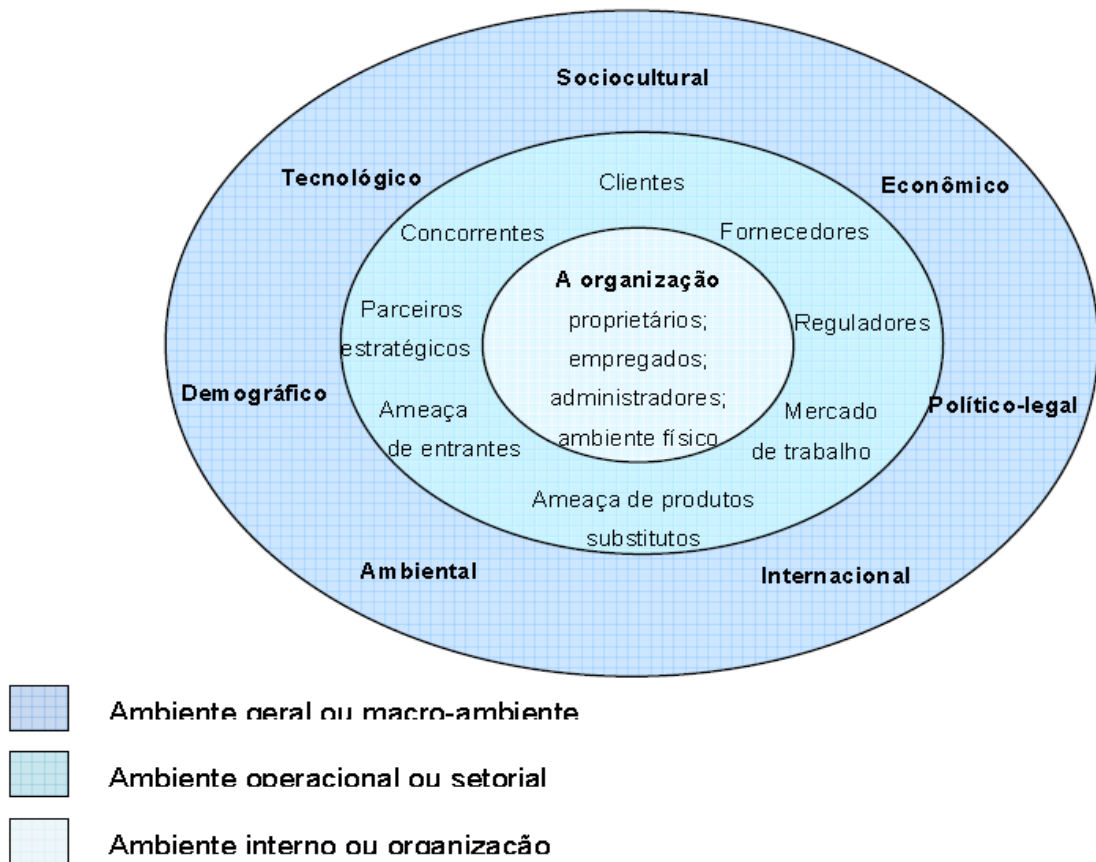 Sociocultural
Tecnológico
Econômico
Clientes
Concorrentes
Fornecedores
A organização
proprietários;
empregados;
administradores;
ambiente físico
Parceiros
estratégicos
Reguladores
Demográfico
Político-legal
Ameaça
de entrantes
Mercado
de trabalho
Ameaça de produtos
substitutos
Ambiental
Internacional
Ambiente geral ou macro-ambiente
Ambiente operacional ou setorial
Ambiente interno ou organização